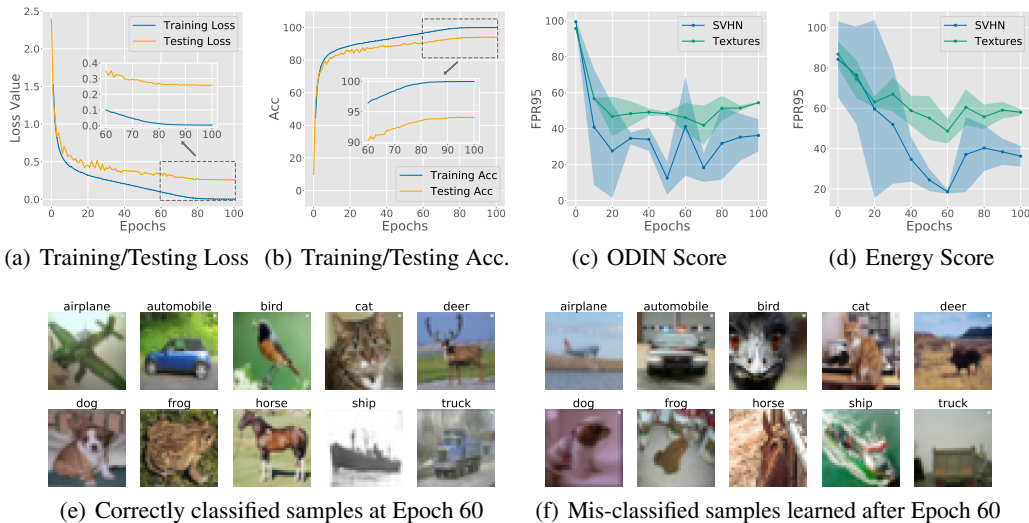 Training Loss
Testing Loss
Loss Value
2.5
2.0
1.5
1.0
0.5
0.0
0.4
0.3
0.2
0.1
0.0
60
80
100
0 20 40 60 80 100
Epochs
(a) Training/Testing Loss
Acc
100
80
60
40
20
0
100
95
90
60 70 80 90 100
Training Acc
Testing Acc
0 20 40 60 80 100
Epochs
(b) Training/Testing Acc.
SVHN
Textures
FPR95
100
80
60
40
20
0
0 20 40 60 80 100
Epochs
(c) ODIN Score
SVHN
Textures
FPR95
100
80
60
40
20
0 20 40 60 80 100
Epochs
(d) Energy Score
airplane automobile bird cat deer
dog frog horse ship truck
(e) Correctly classified samples at Epoch 60
airplane automobile bird cat deer
dog frog horse ship truck
(f) Mis-classified samples learned after Epoch 60